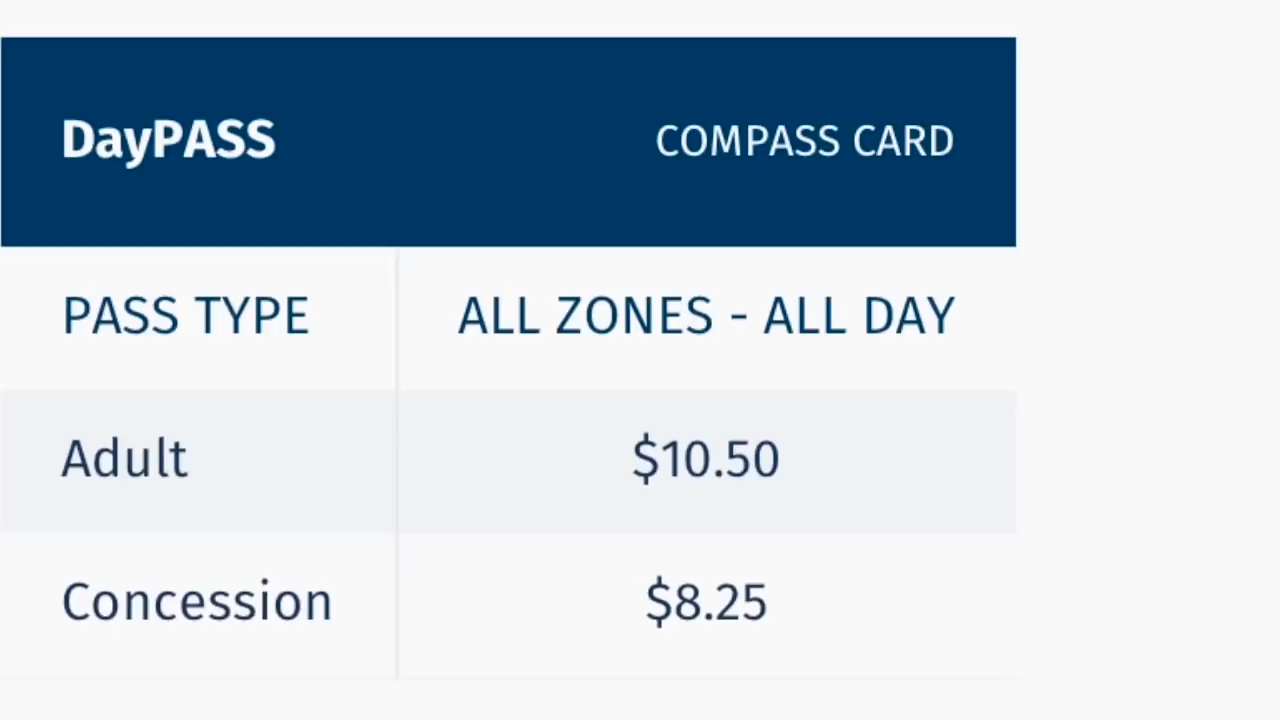 DayPASS COMPASS CARD
PASS TYPE ALL ZONES - ALL DAY
Adult $10.50
Concession $8.25